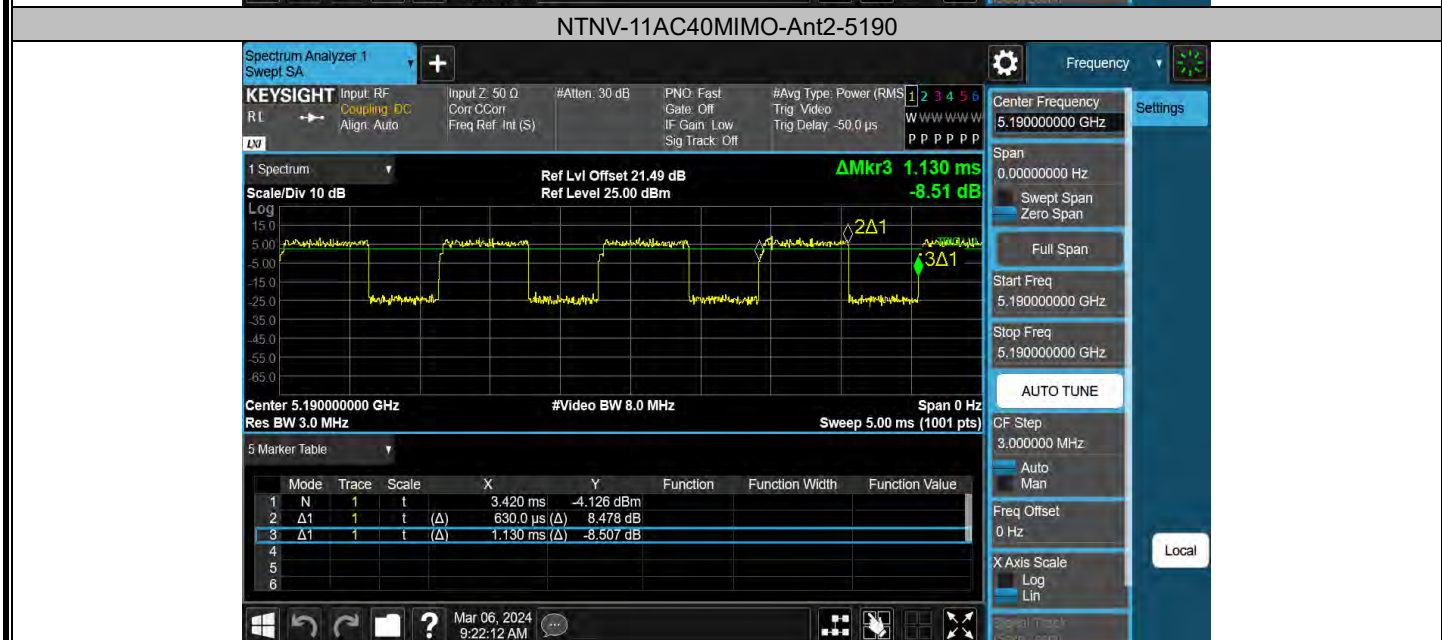 NTNV-11AC40MIMO-Ant2-5190
Spectrum Analyzer 1
Swept SA
Frequency
KEYSIGHT
Input: RF
Input Z: 50 Ω
#Atten: 30 dB
PNO: Fast
#Avg Type: Power (RMS
1 2 3 4 5 6
RL
Coupling: DC
Corr CCorr
Gate: Off
Trig: Video
W W W W W W
Align: Auto
Freq Ref: Int (S)
IF Gain: Low
Trig Delay: -50.0 µs
P P P P P P
LXI
Sig Track: Off
Center Frequency
5.190000000 GHz
Settings
1 Spectrum
Ref Lvl Offset 21.49 dB
ΔMkr3 1.130 ms
Scale/Div 10 dB
Ref Level 25.00 dBm
-8.51 dB
Log
15.0
5.00
-5.00
-15.0
-25.0
-35.0
-45.0
-55.0
-65.0
2Δ1
3Δ1
Center 5.190000000 GHz
#Video BW 8.0 MHz
Span 0 Hz
Res BW 3.0 MHz
Sweep 5.00 ms (1001 pts)
Span
0.00000000 Hz
Swept Span
Zero Span
Full Span
Start Freq
5.190000000 GHz
Stop Freq
5.190000000 GHz
AUTO TUNE
CF Step
3.000000 MHz
Auto
Man
Freq Offset
0 Hz
X Axis Scale
Log
Lin
Signal Track
Local
5 Marker Table
Mode Trace Scale X Y Function Function Width Function Value
1 N 1 t 3.420 ms -4.126 dBm
2 Δ1 1 t (Δ) 630.0 µs (Δ) 8.478 dB
3 Δ1 1 t (Δ) 1.130 ms (Δ) -8.507 dB
4
5
6
?
Mar 06, 2024
9:22:12 AM